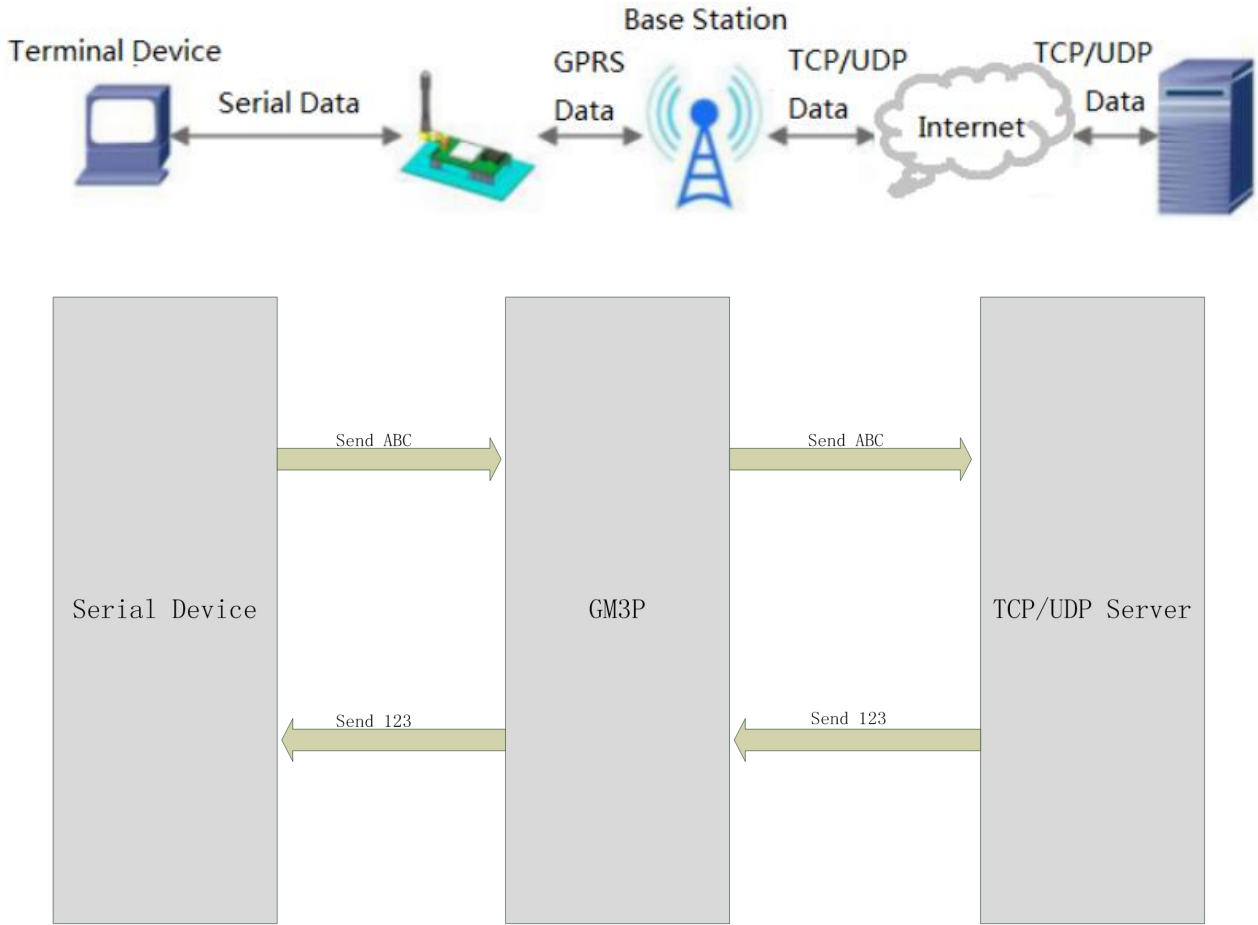 Base Station
Terminal Device
GPRS
TCP/UDP
TCP/UDP
Serial Data
Data
Data
Internet
Data
Send ABC
Send ABC
Serial Device
GM3P
TCP/UDP Server
Send 123
Send 123